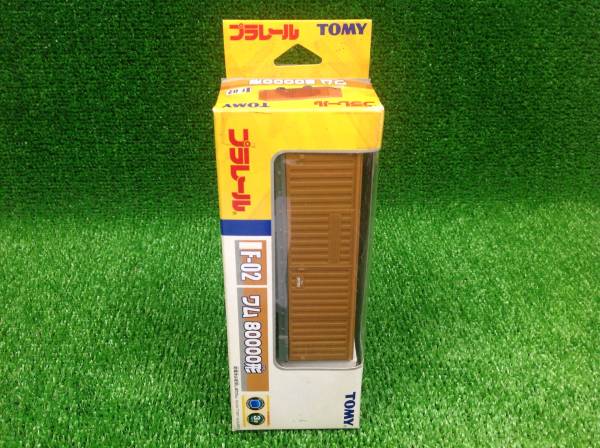 プラレール TOMY
ワム 80000形
F-02
TOMY
プラレール
プラレール
F-02 ワム 80000形
TOMY